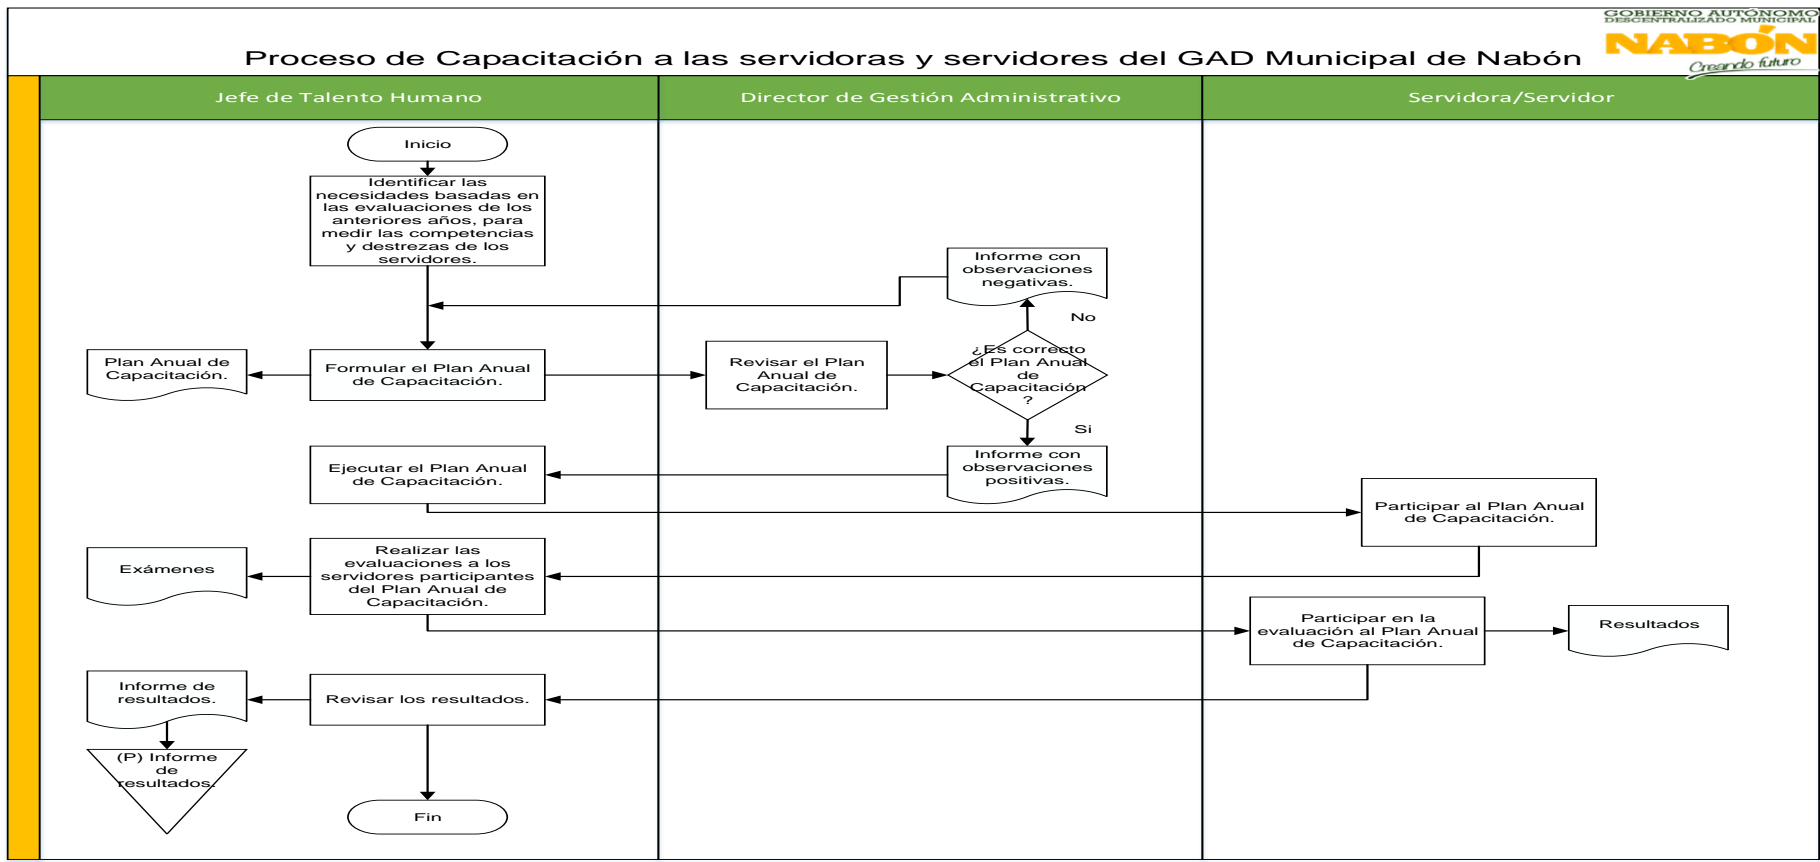 GOBIERNO AUTÓNOMO
DESCENTRALIZADO MUNICIPAL
NABÓN
Creando futuro
Proceso de Capacitación a las servidoras y servidores del GAD Municipal de Nabón
Jefe de Talento Humano
Director de Gestión Administrativo
Servidora/Servidor
Inicio
Identificar las
necesidades basadas en
las evaluaciones de los
anteriores años, para
medir las competencias
y destrezas de los
servidores.
Informe con
observaciones
negativas.
No
Plan Anual de
Capacitación.
Formular el Plan Anual
de Capacitación.
Revisar el Plan
Anual de
Capacitación.
¿Es correcto
el Plan Anual
de
Capacitación
?
Si
Informe con
observaciones
positivas.
Ejecutar el Plan Anual
de Capacitación.
Participar al Plan Anual
de Capacitación.
Exámenes
Realizar las
evaluaciones a los
servidores participantes
del Plan Anual de
Capacitación.
Participar en la
evaluación al Plan Anual
de Capacitación.
Resultados
Informe de
resultados.
Revisar los resultados.
(P) Informe
de
resultados.
Fin